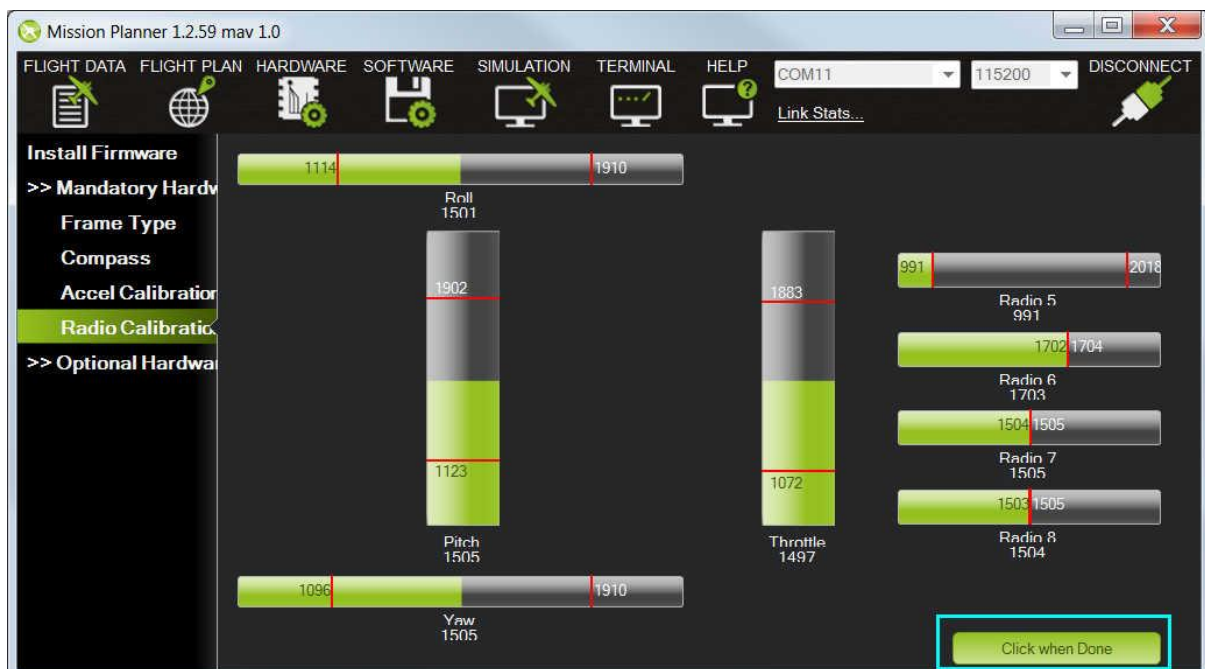 Mission Planner 1.2.59 mav 1.0
FLIGHT DATA FLIGHT PLAN HARDWARE SOFTWARE SIMULATION TERMINAL HELP COM11 115200 DISCONNECT
Link Stats...
Install Firmware
>> Mandatory Hardw
Frame Type
Compass
Accel Calibration
Radio Calibratio
>> Optional Hardwa
1114 1910
Roll
1501
1902
1123
Pitch
1505
1883
1072
Throttle
1497
991 2018
Radio 5
991
1702 1704
Radio 6
1703
1504 1505
Radio 7
1505
1503 1505
Radio 8
1504
1096 1910
Yaw
1505
Click when Done